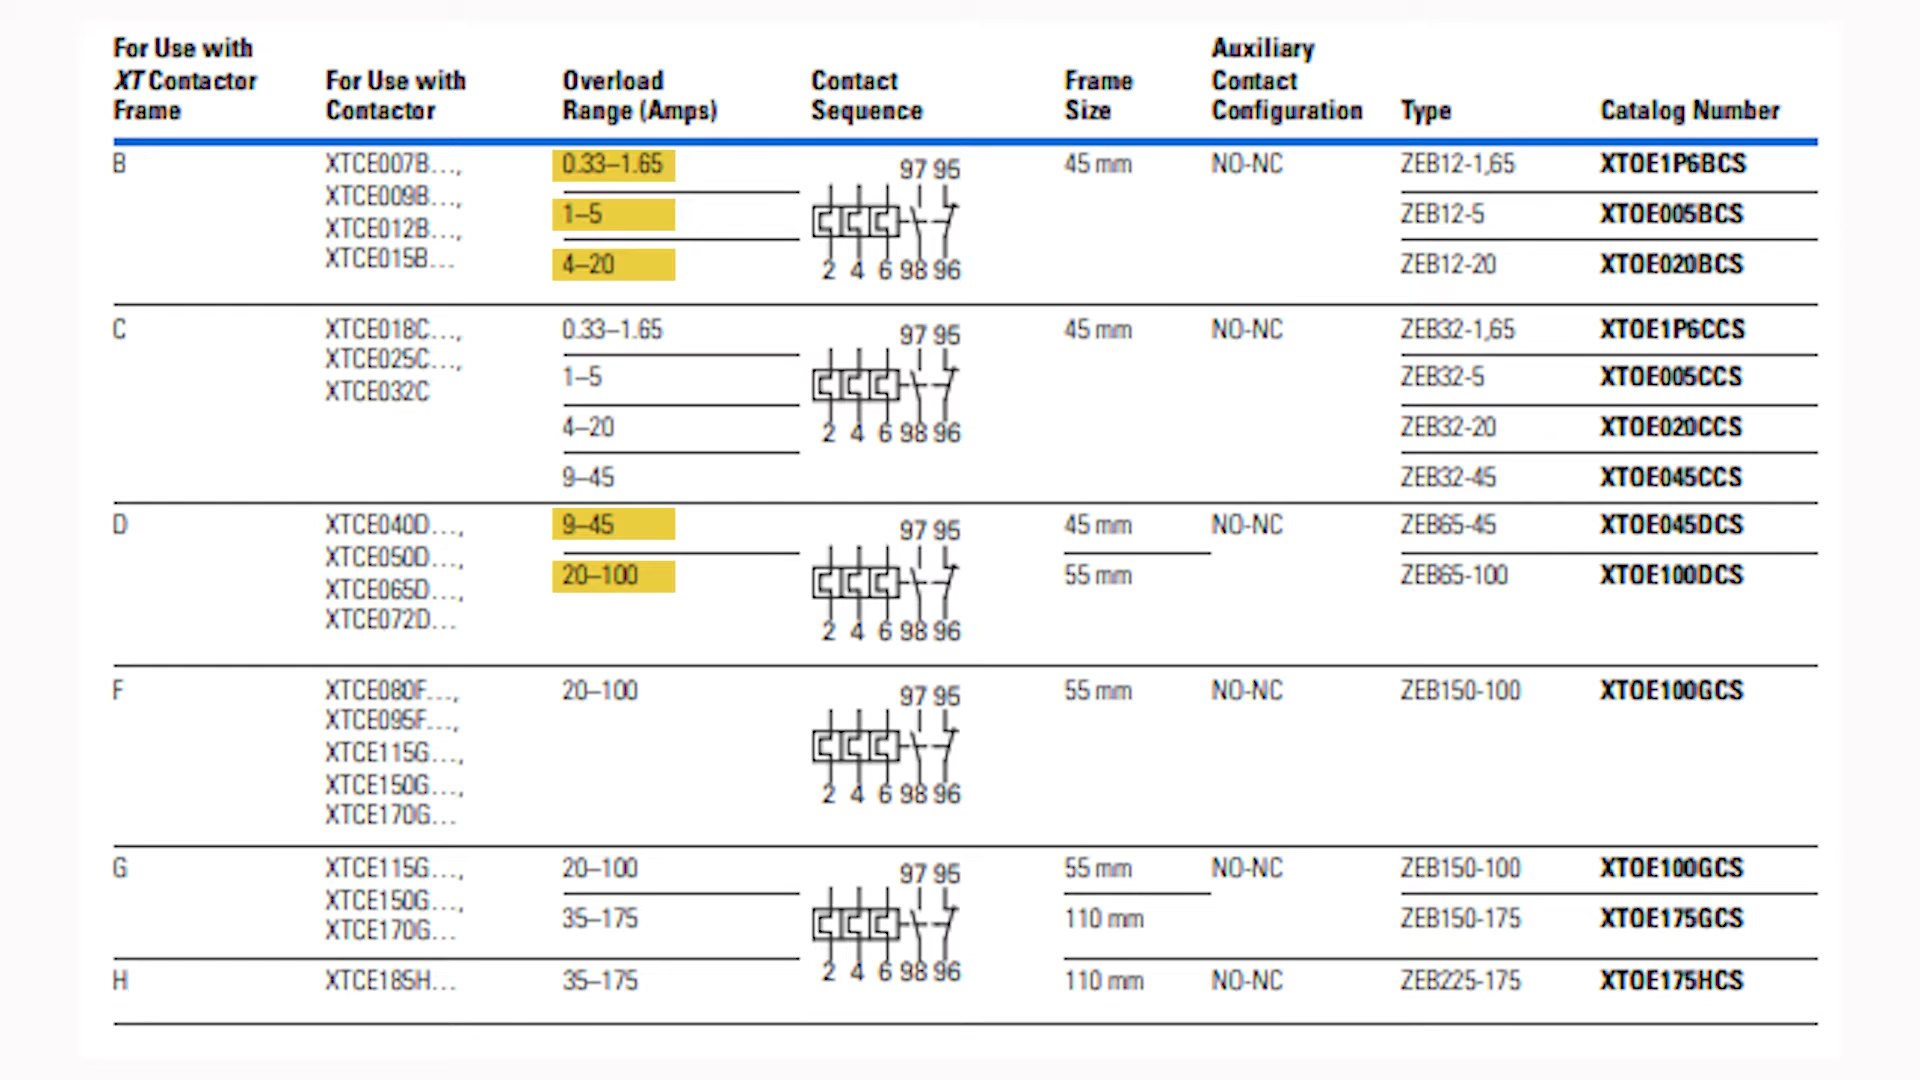 For Use with
XT Contactor
Frame
For Use with
Contactor
Overload
Range (Amps)
Contact
Sequence
Frame
Size
Auxiliary
Contact
Configuration
Type
Catalog Number
B
XTCE007B...,
XTCE009B...,
XTCE012B...,
XTCE015B...
0.33–1.65
1–5
4–20
97 95
2 4 6 98 96
45 mm
NO-NC
ZEB12-1,65
ZEB12-5
ZEB12-20
XTOE1P6BCS
XTOE005BCS
XTOE020BCS
C
XTCE018C...,
XTCE025C...,
XTCE032C
0.33–1.65
1–5
4–20
9–45
97 95
2 4 6 98 96
45 mm
NO-NC
ZEB32-1,65
ZEB32-5
ZEB32-20
ZEB32-45
XTOE1P6CCS
XTOE005CCS
XTOE020CCS
XTOE045CCS
D
XTCE040D...,
XTCE050D...,
XTCE065D...,
XTCE072D...
9–45
20–100
97 95
2 4 6 98 96
45 mm
55 mm
NO-NC
ZEB65-45
ZEB65-100
XTOE045DCS
XTOE100DCS
F
XTCE080F...,
XTCE095F...,
XTCE115G...,
XTCE150G...,
XTCE170G...
20–100
97 95
2 4 6 98 96
55 mm
NO-NC
ZEB150-100
XTOE100GCS
G
XTCE115G...,
XTCE150G...,
XTCE170G...
20–100
35–175
97 95
2 4 6 98 96
55 mm
110 mm
NO-NC
ZEB150-100
ZEB150-175
XTOE100GCS
XTOE175GCS
H
XTCE185H...
35–175
110 mm
NO-NC
ZEB225-175
XTOE175HCS